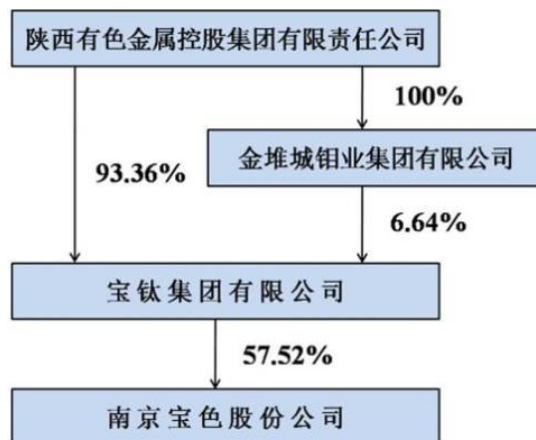 陕西有色金属控股集团有限责任公司
100%
金堆城钼业集团有限公司
93.36%
6.64%
宝钛集团有限公司
57.52%
南京宝色股份公司